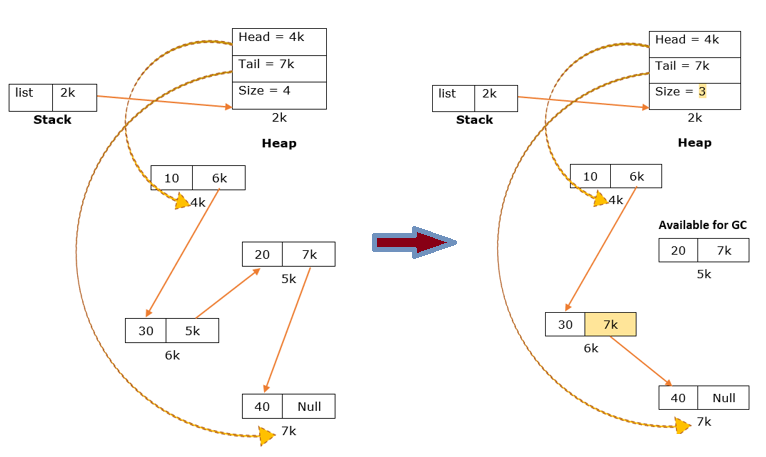 Head = 4k
Tail = 7k
Size = 4
list 2k
Stack
2k
Heap
10 6k
4k
20 7k
5k
30 5k
6k
40 Null
7k
Head = 4k
Tail = 7k
Size = 3
list 2k
Stack
2k
Heap
10 6k
4k
Available for GC
20 7k
5k
30 7k
6k
40 Null
7k